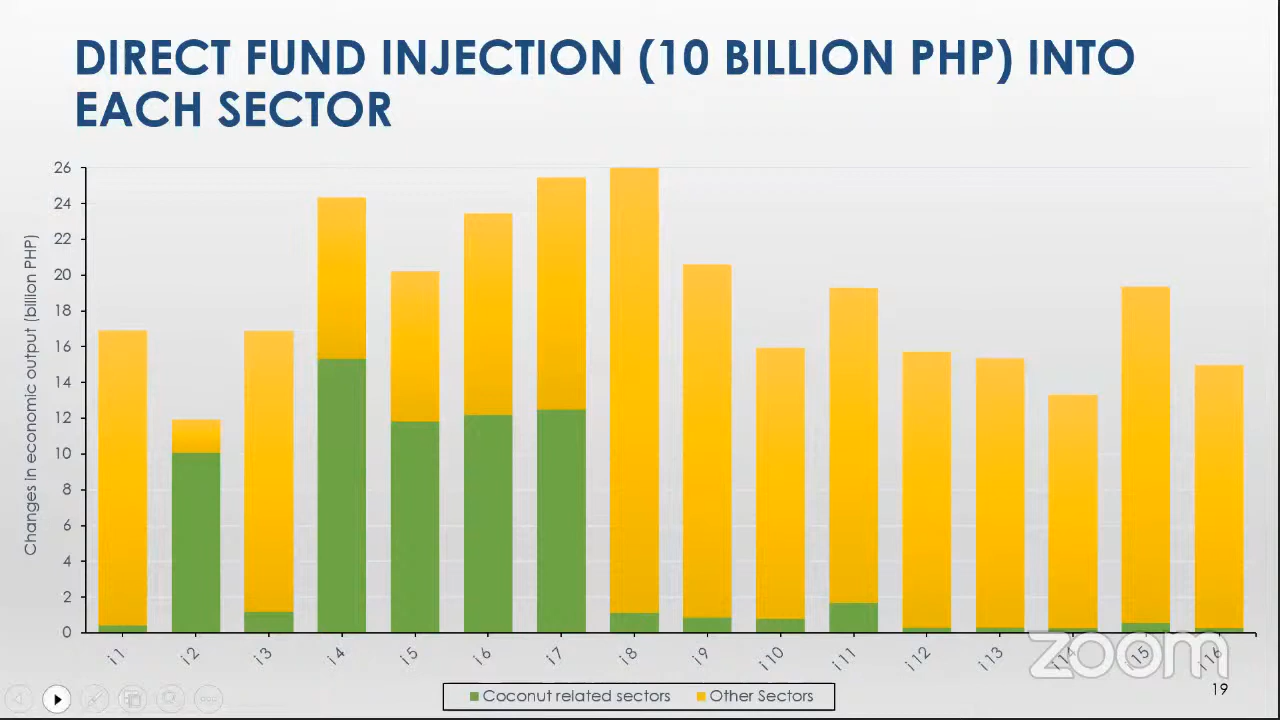 DIRECT FUND INJECTION (10 BILLION PHP) INTO
EACH SECTOR
Changes in economic output (billion PHP)
26
24
22
20
18
16
14
12
10
8
6
4
2
0
i1 i2 i3 i4 i5 i6 i7 i8 i9 i10 i11 i12 i13 i14 i15 i16
zoom
Coconut related sectors Other Sectors
19